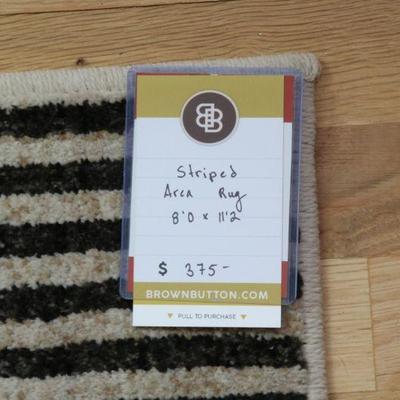 BB
Striped
Area Rug
8'0 x 11'2
$ 375-
BROWNBUTTON.COM
PULL TO PURCHASE